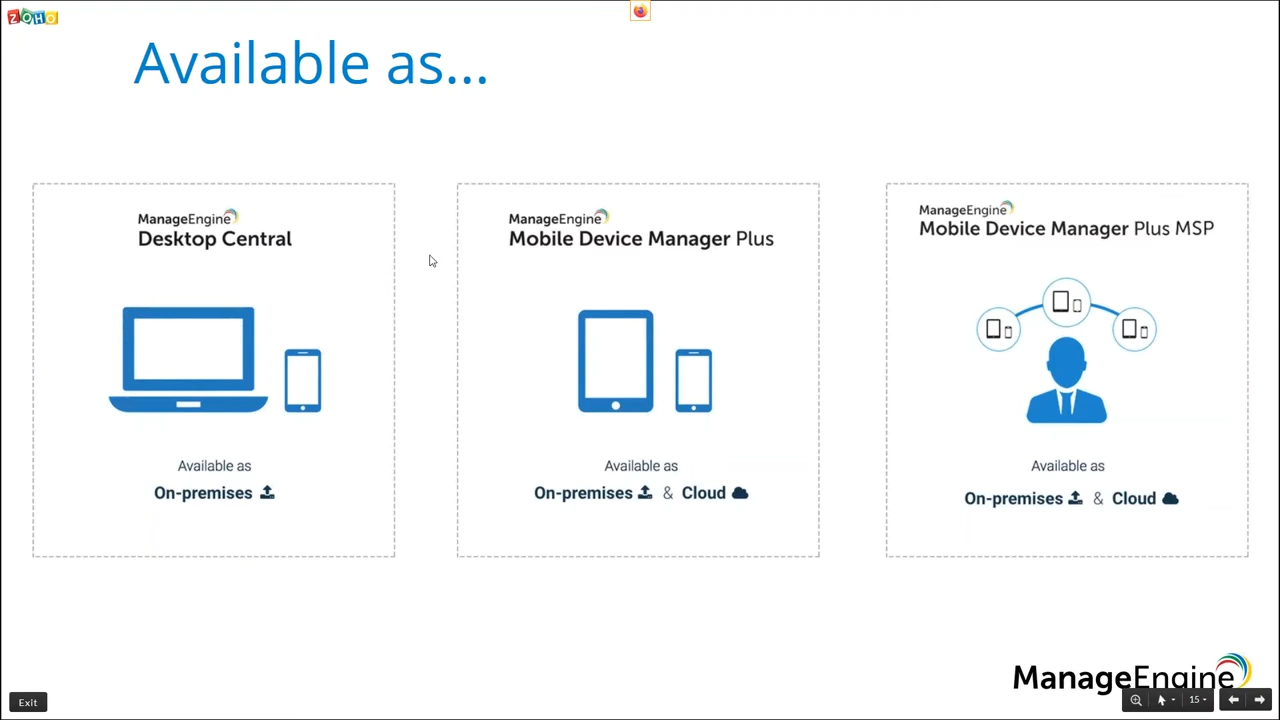 ZOHO
Available as...
ManageEngine
Desktop Central
Available as
On-premises
ManageEngine
Mobile Device Manager Plus
Available as
On-premises & Cloud
ManageEngine
Mobile Device Manager Plus MSP
Available as
On-premises & Cloud
ManageEngine
Exit
15